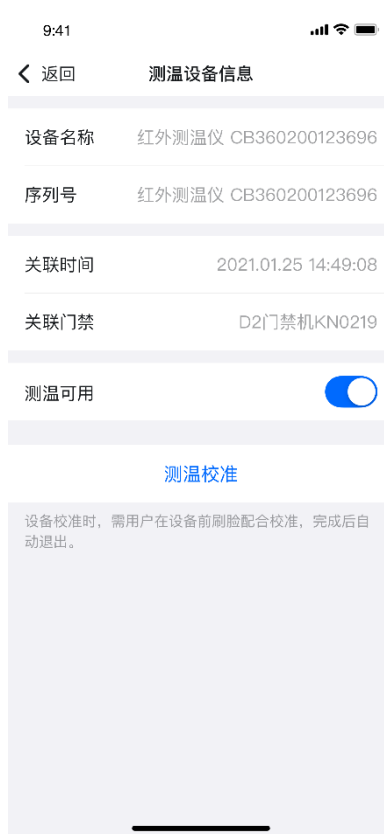 9:41
返回 测温设备信息
设备名称 红外测温仪 CB360200123696
序列号 红外测温仪 CB360200123696
关联时间 2021.01.25 14:49:08
关联门禁 D2门禁机KN0219
测温可用
测温校准
设备校准时，需用户在设备前刷脸配合校准，完成后自
动退出。